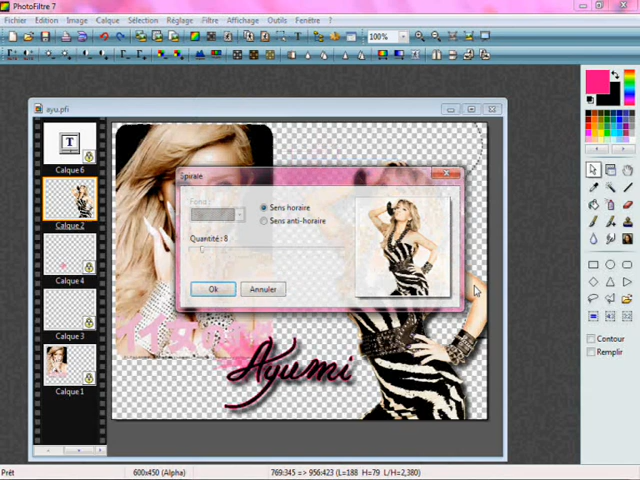 PhotoFiltre 7
Fichier Edition Image Calque Sélection Réglage Filtre Affichage Outils Fenêtre ?
100%
ayu.pfi
T
Calque 6
Calque 2
Calque 4
Calque 3
Calque 1
Spirale
Fond :
Sens horaire
Sens anti-horaire
Quantité : 8
Ok
Annuler
Ayumi
Contour
Remplir
Prêt
600x450 (Alpha)
769:345 => 956:423 (L=188 H=79 L/H=2,380)